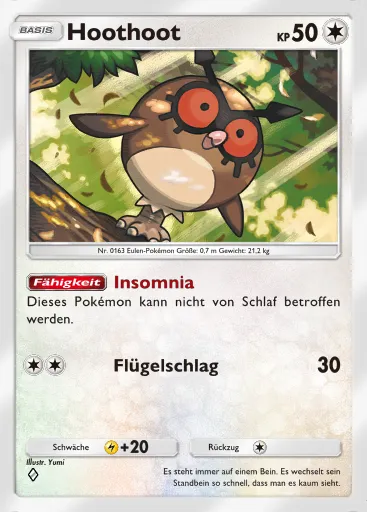 BASIS Hoothoot KP 50
Nr. 0163 Eulen-Pokémon Größe: 0,7 m Gewicht: 21,2 kg
Fähigkeit Insomnia
Dieses Pokémon kann nicht von Schlaf betroffen
werden.
Flügelschlag 30
Schwäche +20 Rückzug
Illustr. Yumi
Es steht immer auf einem Bein. Es wechselt sein
Standbein so schnell, dass man es kaum sieht.